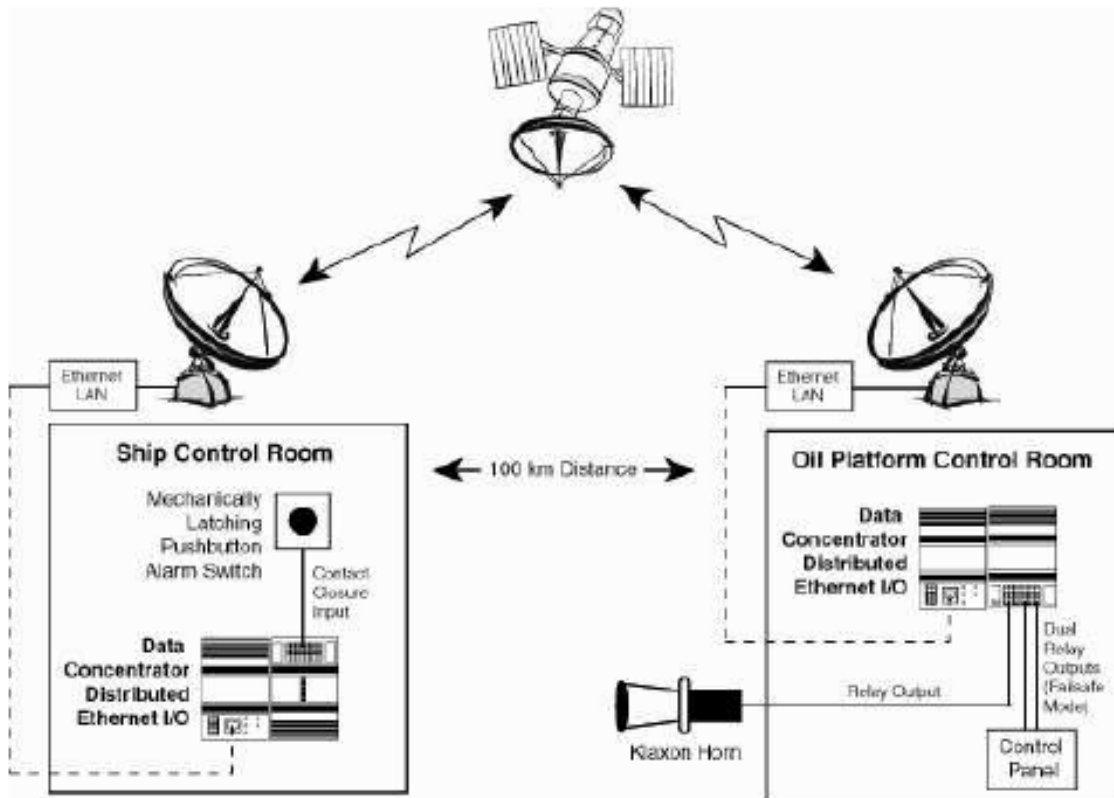 Ethernet
LAN
Ethernet
LAN
Ship Control Room
Mechanically
Latching
Pushbutton
Alarm Switch
Contact
Closure
Input
Data
Concentrator
Distributed
Ethernet I/O
100 km Distance
Oil Platform Control Room
Data
Concentrator
Distributed
Ethernet I/O
Dual
Relay
Outputs
(Failsafe
Mode)
Relay Output
Klaxon Horn
Control
Panel